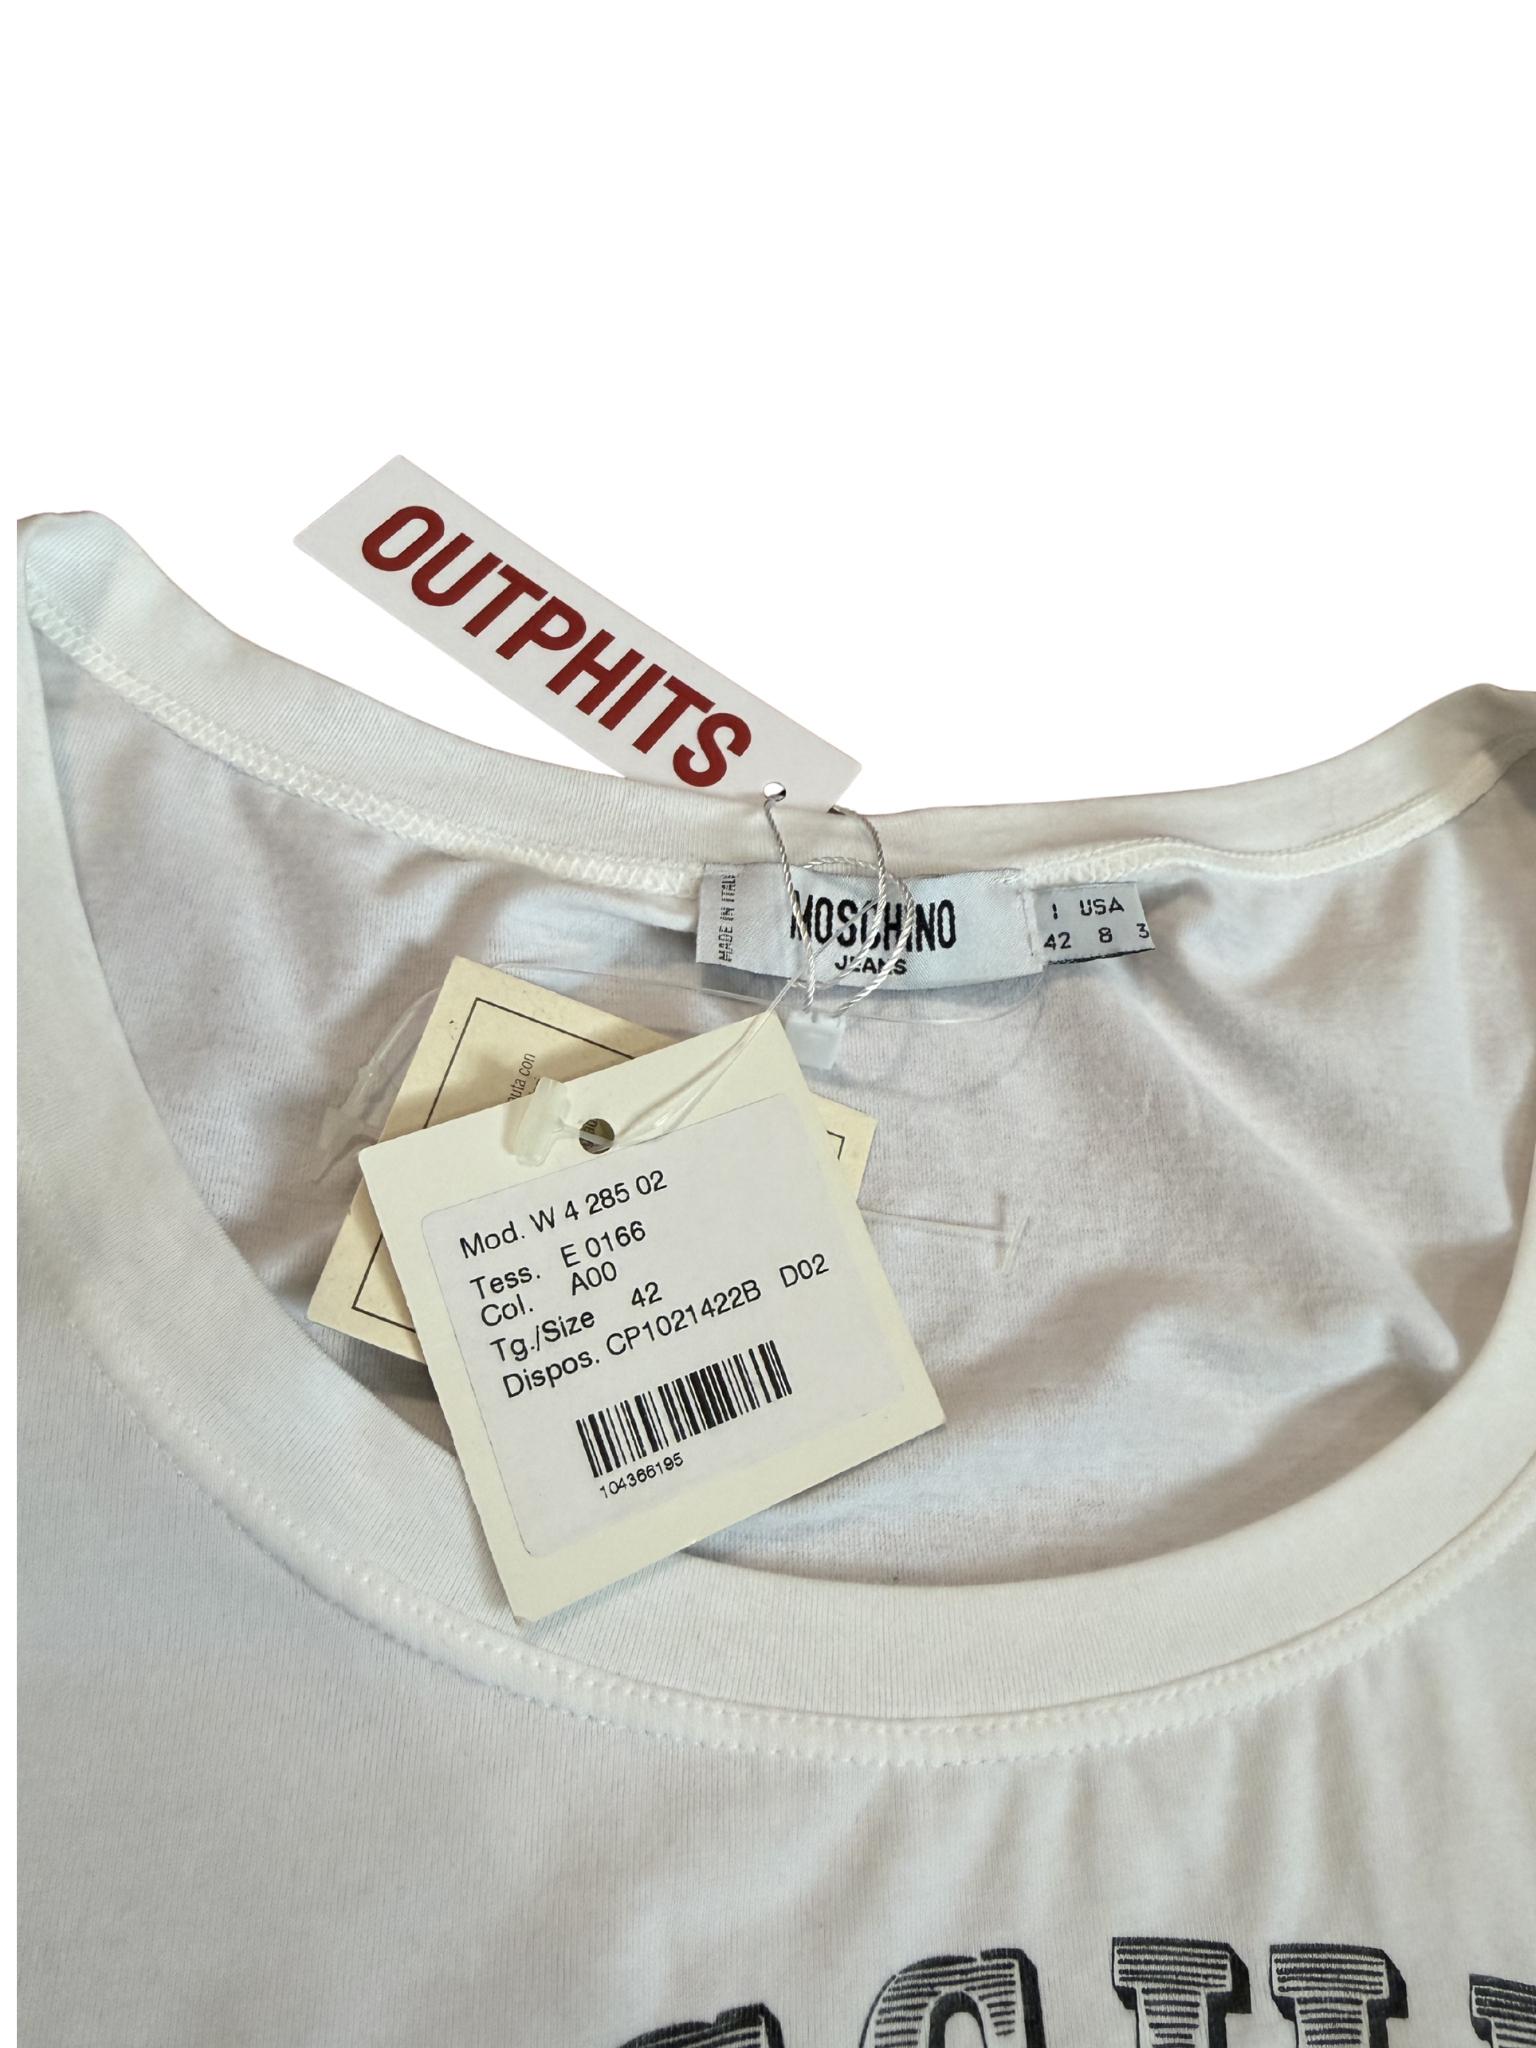 OUTPHITS
MADE IN ITALY
MOSCHINO
JEANS
I USA
42 8 3
Mod. W 4 285 02
Tess. E 0166
Col. A00
Tg./Size 42
Dispos. CP1021422B D02
104366195